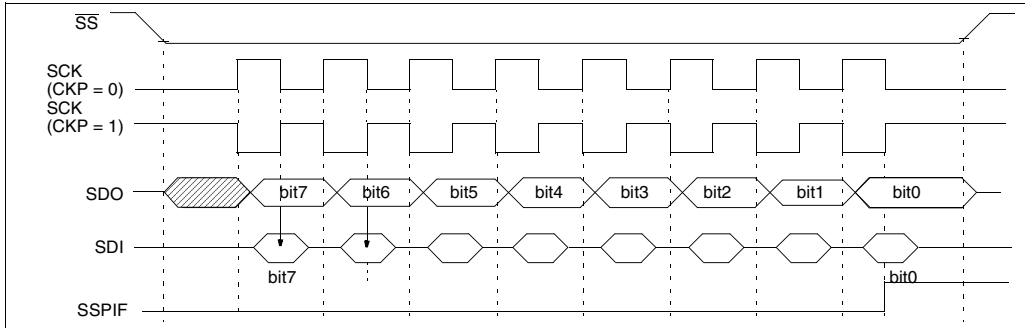 SS
SCK
(CKP = 0)
SCK
(CKP = 1)
SDO bit7 bit6 bit5 bit4 bit3 bit2 bit1 bit0
SDI
bit7 bit0
SSPIF